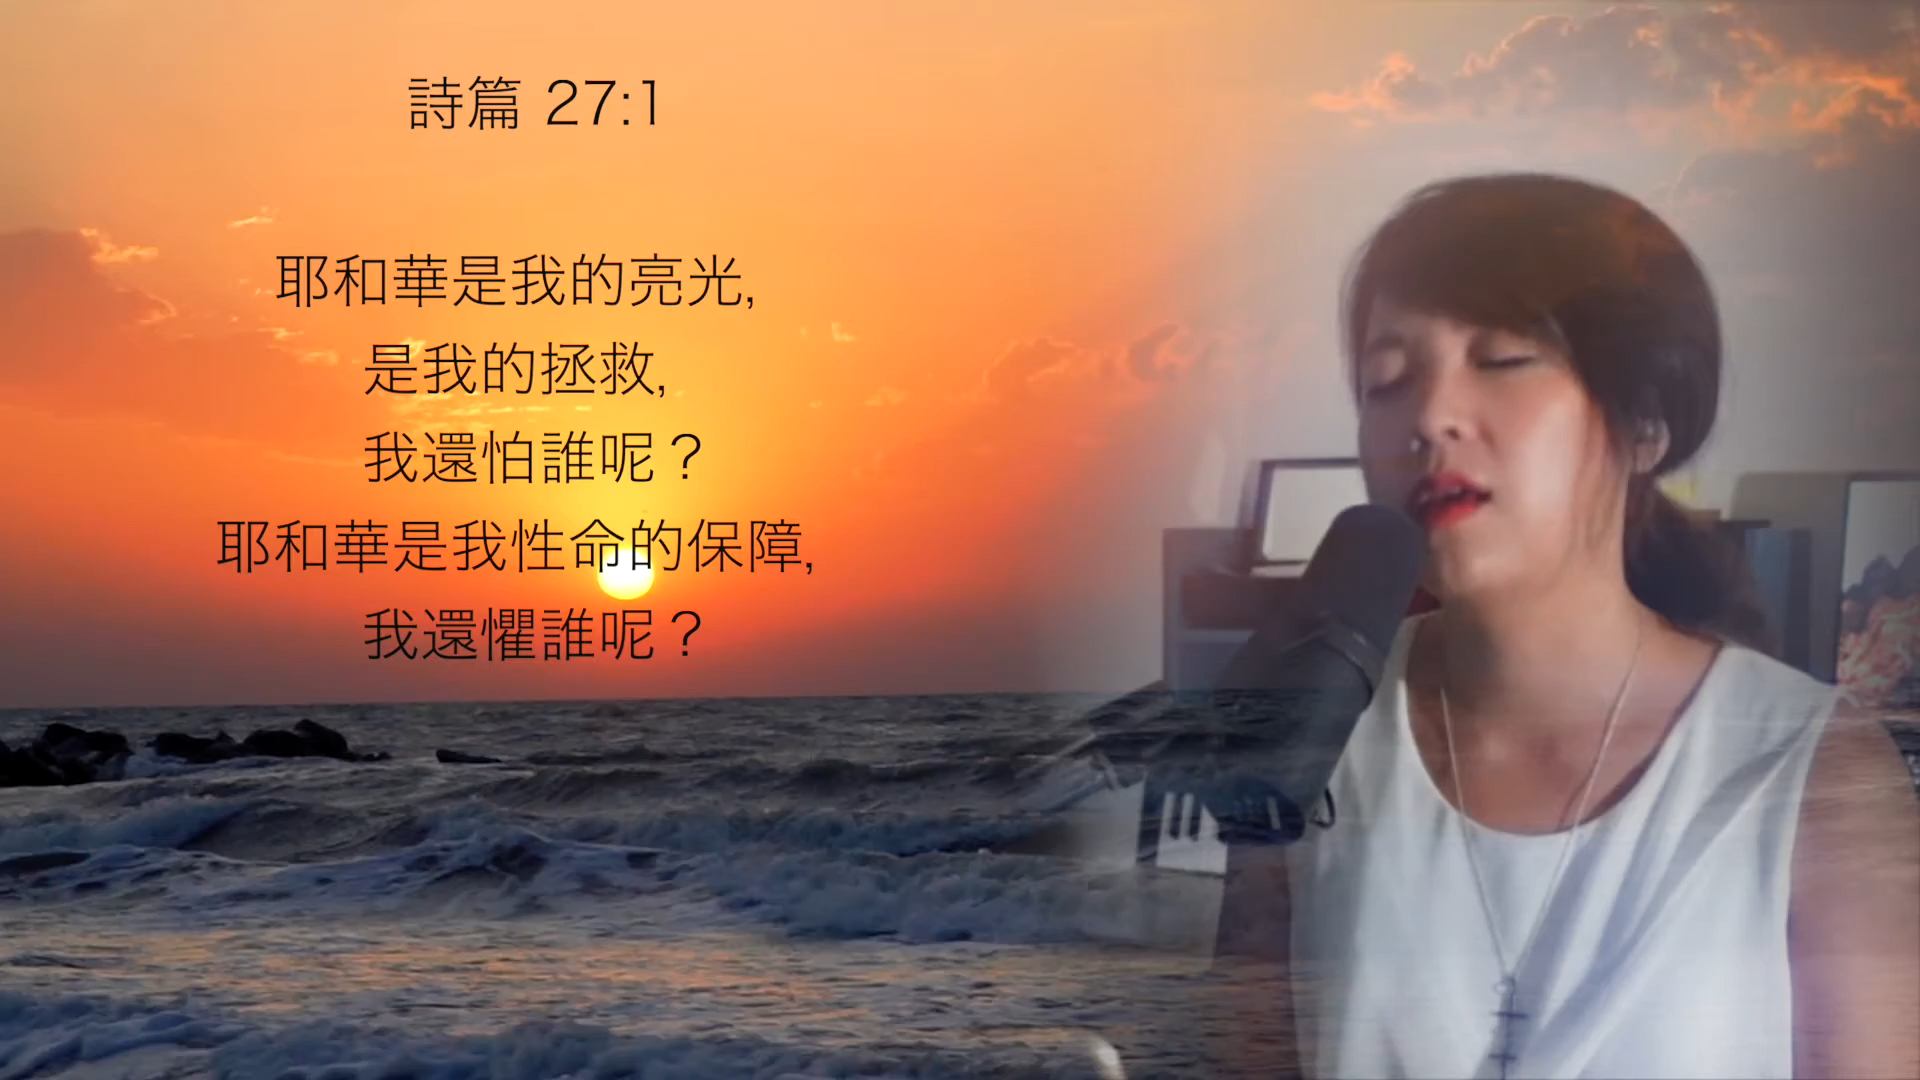 詩篇 27:1
耶和華是我的亮光,
是我的拯救,
我還怕誰呢？
耶和華是我性命的保障,
我還懼誰呢？